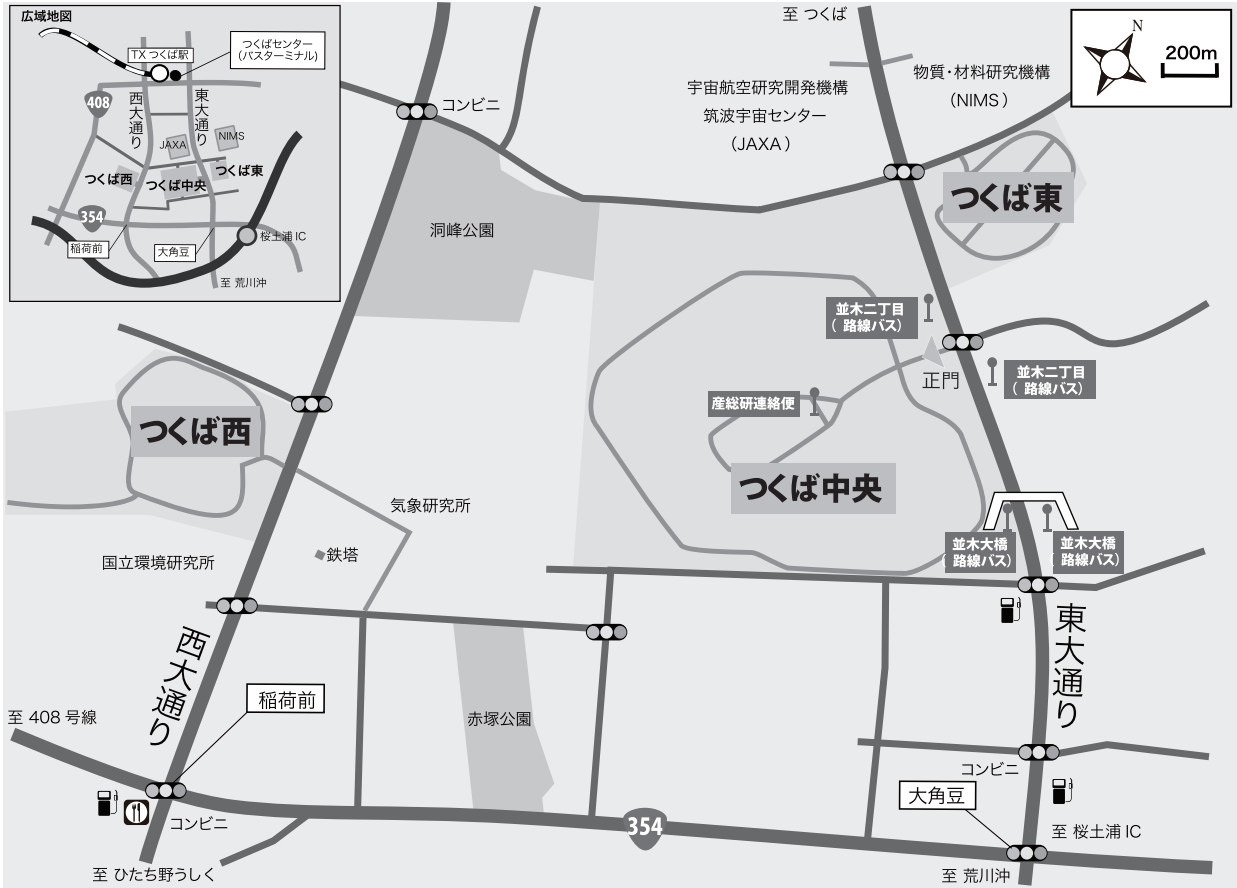 広域地図
TX つくば駅
つくばセンター
（バスターミナル）
408
西大通り
東大通り
JAXA
NIMS
つくば西
つくば中央
つくば東
354
稲荷前
大角豆
桜土浦 IC
至 荒川沖
至 つくば
N
200m
コンビニ
宇宙航空研究開発機構
筑波宇宙センター
（JAXA）
物質・材料研究機構
（NIMS）
つくば東
洞峰公園
並木二丁目
（ 路線バス）
正門
並木二丁目
（ 路線バス）
産総研連絡便
つくば西
つくば中央
気象研究所
鉄塔
国立環境研究所
並木大橋
（ 路線バス）
並木大橋
（ 路線バス）
西大通り
東大通り
稲荷前
赤塚公園
至 408 号線
コンビニ
大角豆
コンビニ
354
至 桜土浦 IC
至 ひたち野うしく
至 荒川沖